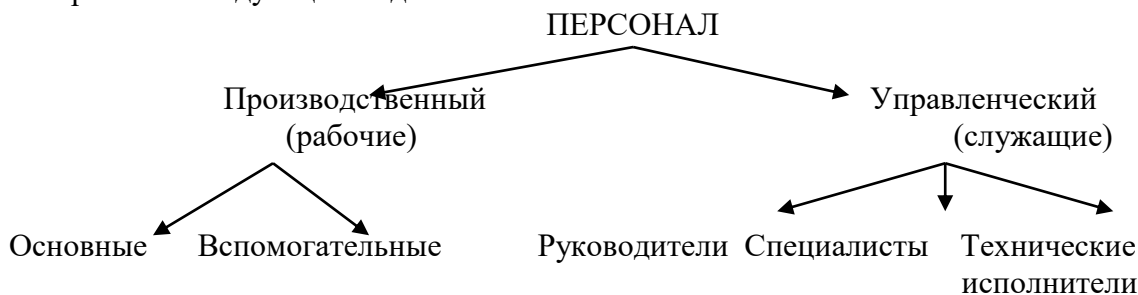 ПЕРСОНАЛ
Производственный Управленческий
(рабочие) (служащие)
Основные Вспомогательные Руководители Специалисты Технические
исполнители